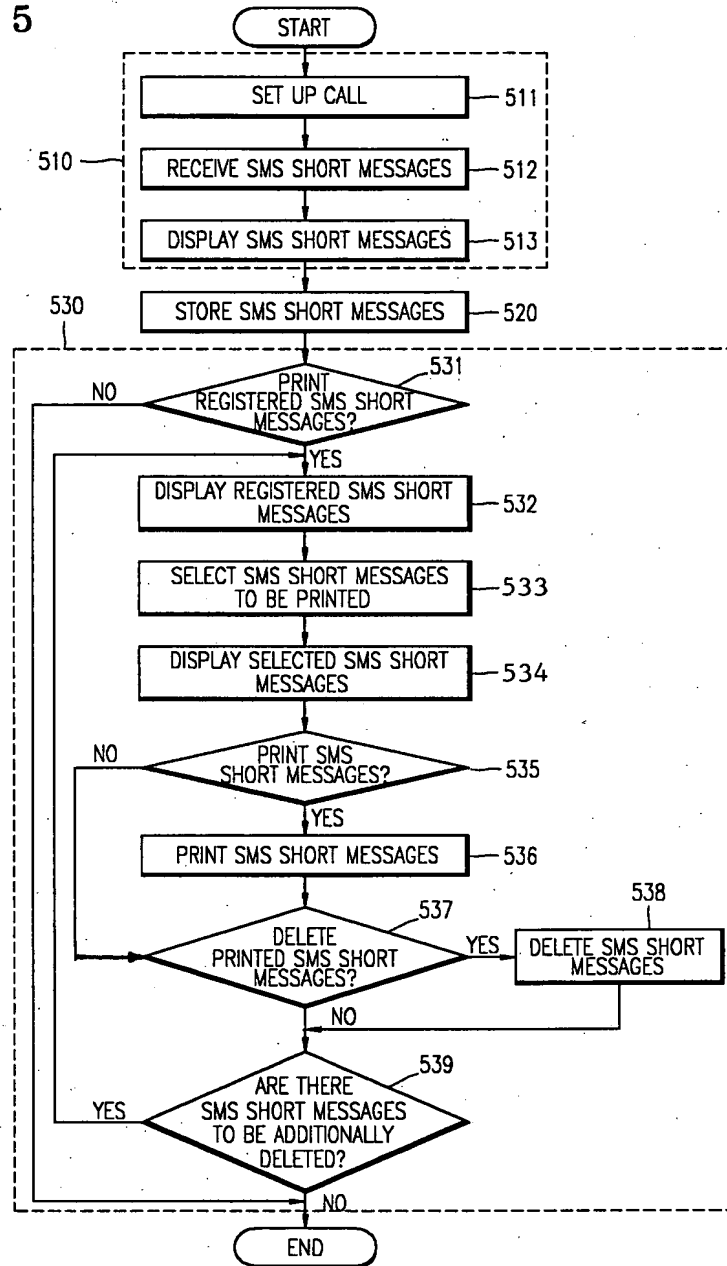 5
START
SET UP CALL
511
510
RECEIVE SMS SHORT MESSAGES
512
DISPLAY SMS SHORT MESSAGES
513
530
STORE SMS SHORT MESSAGES
520
531
NO
PRINT
REGISTERED SMS SHORT
MESSAGES?
YES
DISPLAY REGISTERED SMS SHORT
MESSAGES
532
SELECT SMS SHORT MESSAGES
TO BE PRINTED
533
DISPLAY SELECTED SMS SHORT
MESSAGES
534
NO
PRINT SMS
SHORT MESSAGES?
535
YES
PRINT SMS SHORT MESSAGES
536
537
538
DELETE
PRINTED SMS SHORT
MESSAGES?
YES
DELETE SMS SHORT
MESSAGES
NO
539
YES
ARE THERE
SMS SHORT MESSAGES
TO BE ADDITIONALLY
DELETED?
NO
END